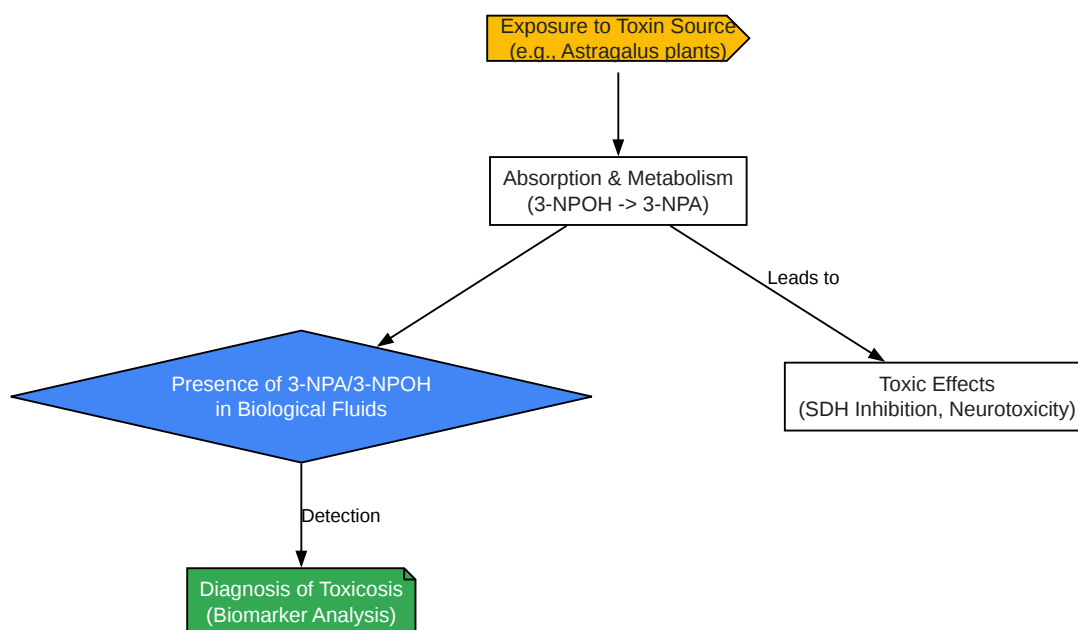 Exposure to Toxin Source
(e.g., Astragalus plants)
Absorption & Metabolism
(3-NPOH -> 3-NPA)
Leads to
Presence of 3-NPA/3-NPOH
in Biological Fluids
Toxic Effects
(SDH Inhibition, Neurotoxicity)
Detection
Diagnosis of Toxicosis
(Biomarker Analysis)